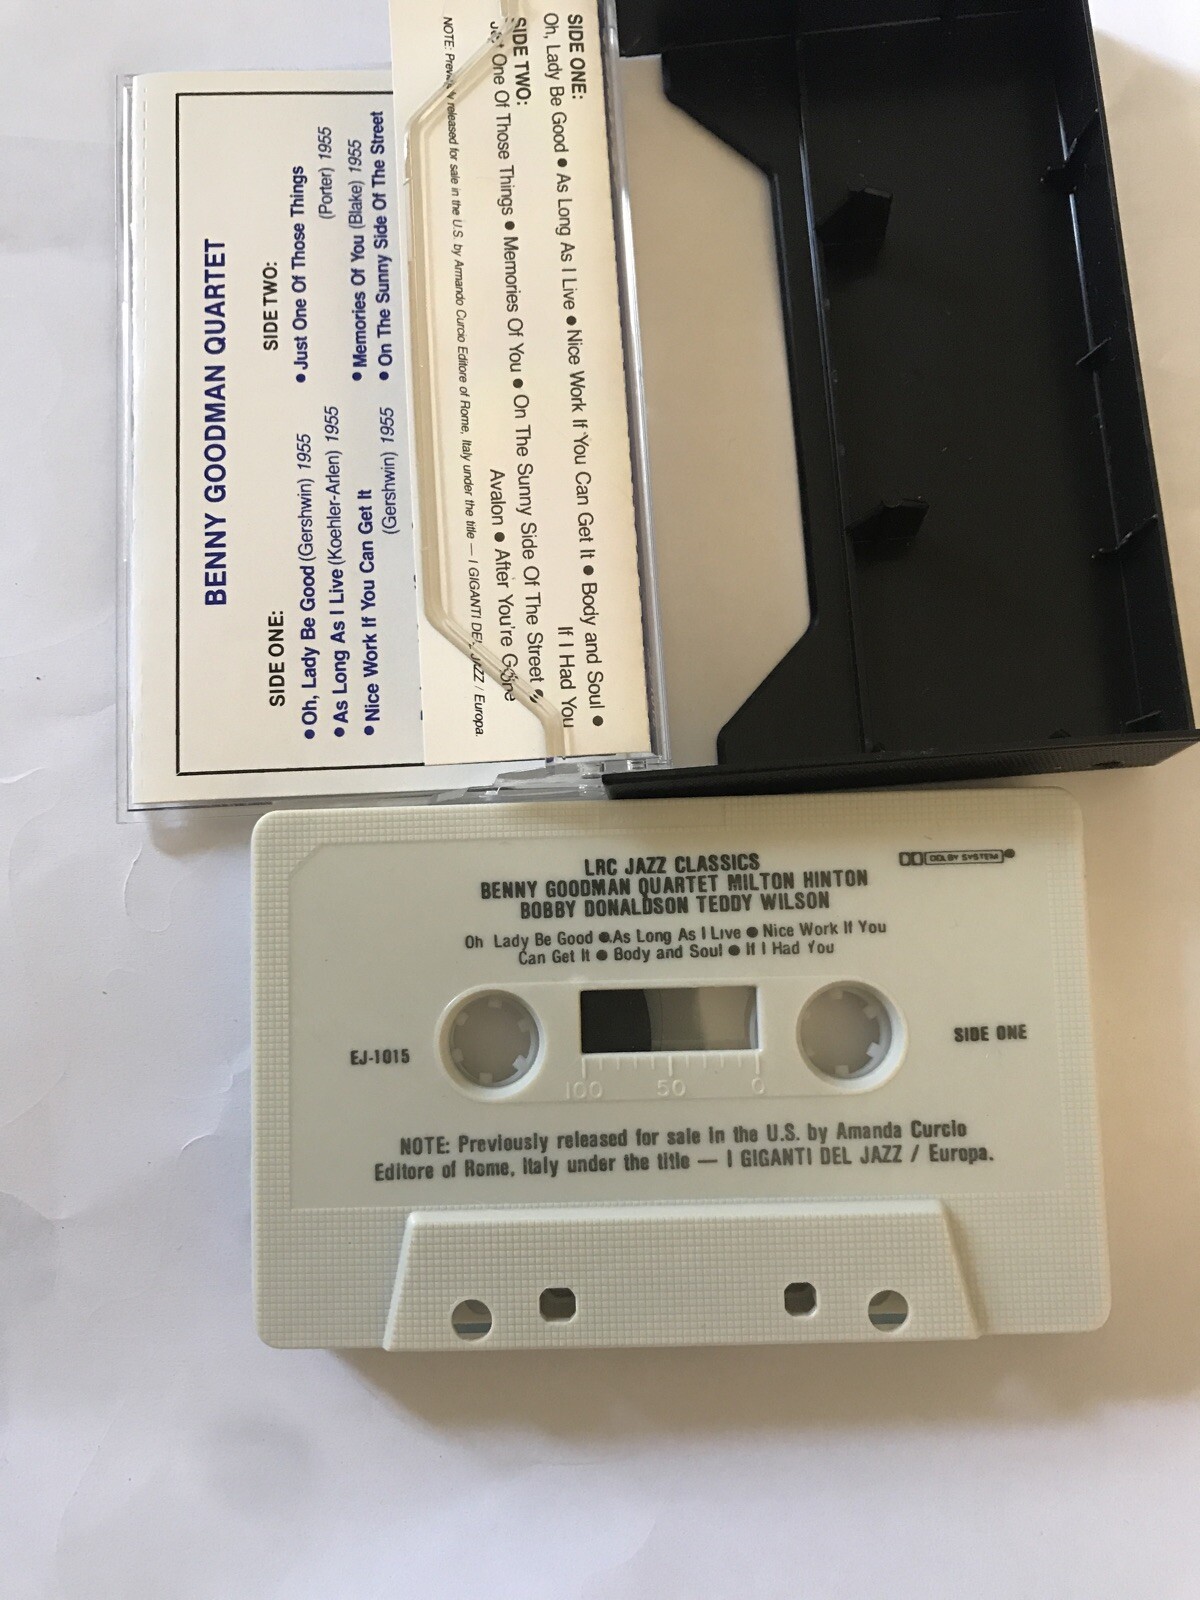 BENNY GOODMAN QUARTET
SIDE ONE:
• Oh, Lady Be Good (Gershwin) 1955
• As Long As I Live (Koehler-Arlen) 1955
• Nice Work If You Can Get It
(Gershwin) 1955
SIDE TWO:
• Just One Of Those Things
(Porter) 1955
• Memories Of You (Blake) 1955
• On The Sunny Side Of The Street
SIDE ONE:
Oh, Lady Be Good • As Long As I Live • Nice Work If You Can Get It • Body and Soul •
If I Had You
SIDE TWO:
Just One Of Those Things • Memories Of You • On The Sunny Side Of The Street •
Avalon • After You're Gone
NOTE: Previously released for sale in the U.S. by Armando Curcio Editore of Rome, Italy under the title — I GIGANTI DEL JAZZ / Europa.
LRC JAZZ CLASSICS
BENNY GOODMAN QUARTET MILTON HINTON
BOBBY DONALDSON TEDDY WILSON
DOLBY SYSTEM
Oh Lady Be Good • As Long As I Live • Nice Work If You
Can Get It • Body and Soul • If I Had You
EJ-1015
SIDE ONE
100 50 0
NOTE: Previously released for sale in the U.S. by Amanda Curcio
Editore of Rome, Italy under the title — I GIGANTI DEL JAZZ / Europa.